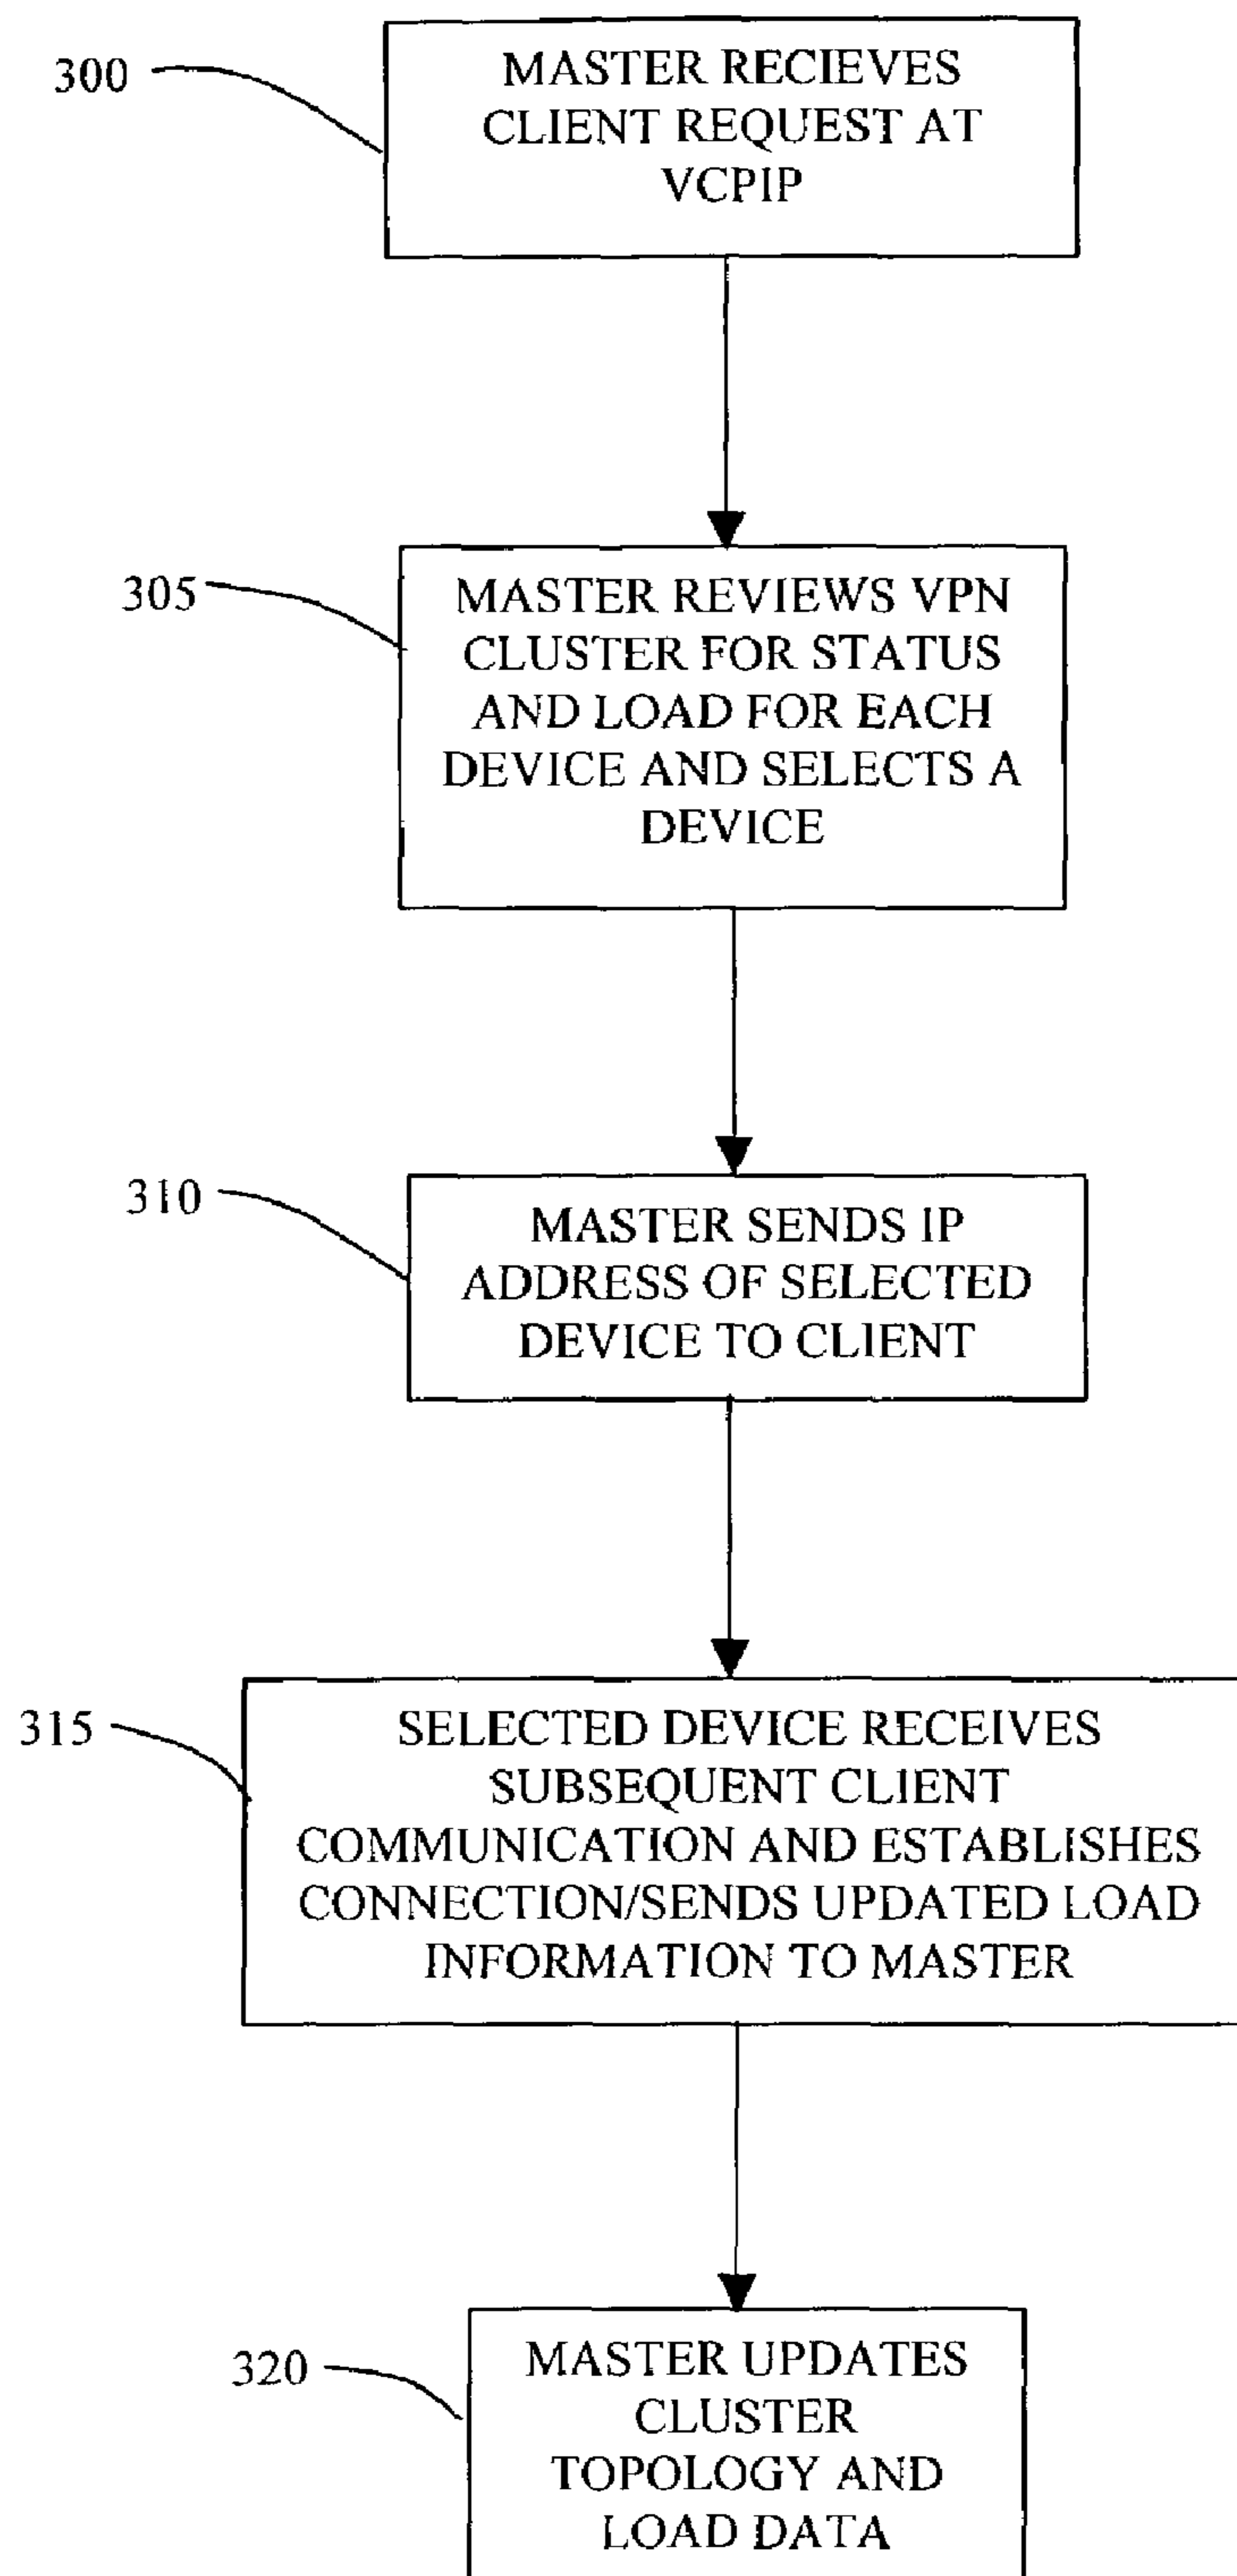 300
MASTER RECIEVES
CLIENT REQUEST AT
VCPIP
305
MASTER REVIEWS VPN
CLUSTER FOR STATUS
AND LOAD FOR EACH
DEVICE AND SELECTS A
DEVICE
310
MASTER SENDS IP
ADDRESS OF SELECTED
DEVICE TO CLIENT
315
SELECTED DEVICE RECEIVES
SUBSEQUENT CLIENT
COMMUNICATION AND ESTABLISHES
CONNECTION/SENDS UPDATED LOAD
INFORMATION TO MASTER
320
MASTER UPDATES
CLUSTER
TOPOLOGY AND
LOAD DATA